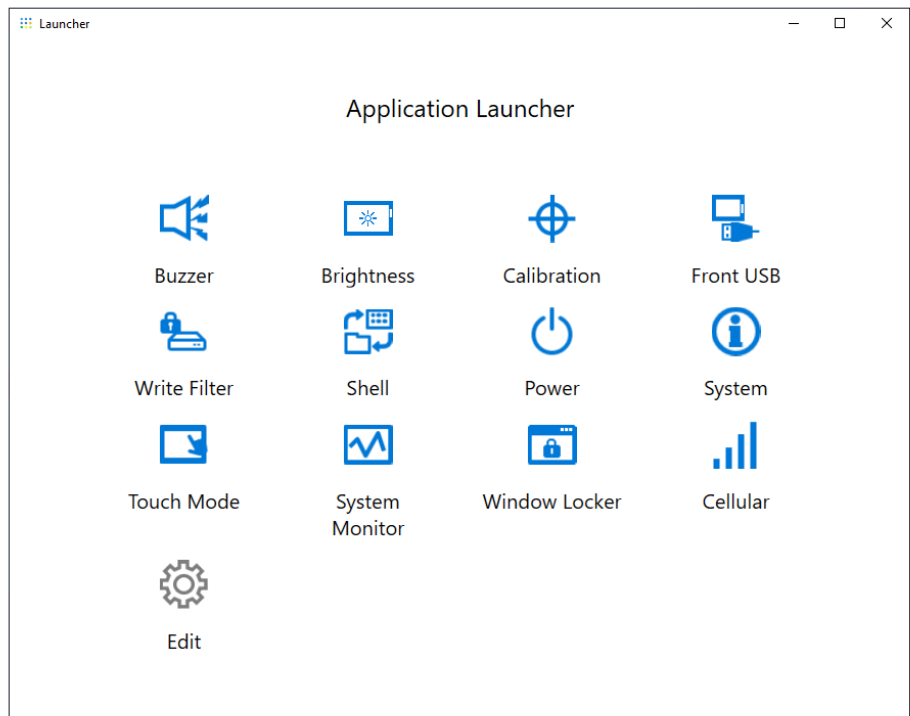 Launcher
Application Launcher
Buzzer
Brightness
Calibration
Front USB
Write Filter
Shell
Power
System
Touch Mode
System
Monitor
Window Locker
Cellular
Edit